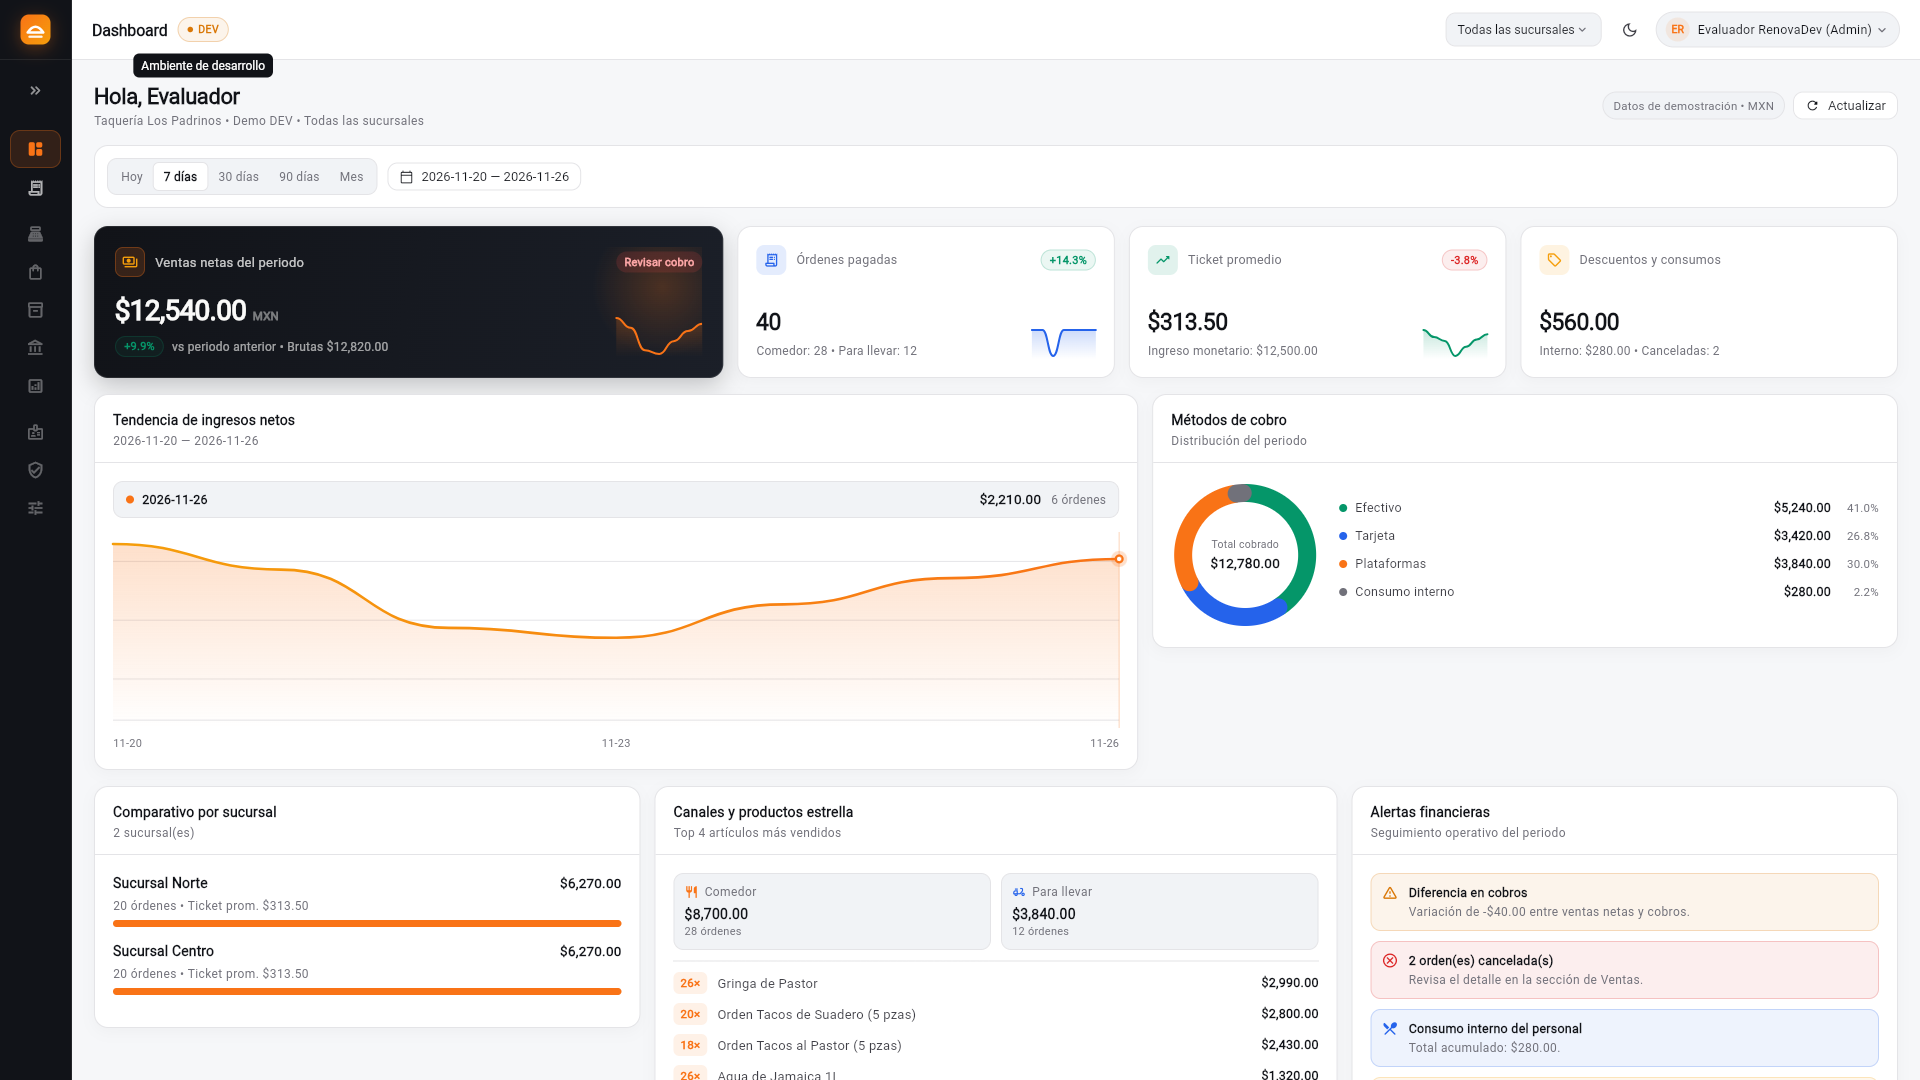 Dashboard
DEV
Todas las sucursales
ER
Evaluador RenovaDev (Admin)
Ambiente de desarrollo
Hola, Evaluador
Taquería Los Padrinos • Demo DEV • Todas las sucursales
Datos de demostración • MXN
Actualizar
Hoy
7 días
30 días
90 días
Mes
2026-11-20 — 2026-11-26
Ventas netas del periodo
Revisar cobro
$12,540.00 MXN
+9.9%
vs periodo anterior • Brutas $12,820.00
Órdenes pagadas
+14.3%
40
Comedor: 28 • Para llevar: 12
Ticket promedio
-3.8%
$313.50
Ingreso monetario: $12,500.00
Descuentos y consumos
$560.00
Interno: $280.00 • Canceladas: 2
Tendencia de ingresos netos
2026-11-20 — 2026-11-26
2026-11-26
$2,210.00
6 órdenes
11-20
11-23
11-26
Métodos de cobro
Distribución del periodo
Total cobrado
$12,780.00
Efectivo $5,240.00 41.0%
Tarjeta $3,420.00 26.8%
Plataformas $3,840.00 30.0%
Consumo interno $280.00 2.2%
Comparativo por sucursal
2 sucursal(es)
Sucursal Norte $6,270.00
20 órdenes • Ticket prom. $313.50
Sucursal Centro $6,270.00
20 órdenes • Ticket prom. $313.50
Canales y productos estrella
Top 4 artículos más vendidos
Comedor
$8,700.00
28 órdenes
Para llevar
$3,840.00
12 órdenes
26× Gringa de Pastor $2,990.00
20× Orden Tacos de Suadero (5 pzas) $2,800.00
18× Orden Tacos al Pastor (5 pzas) $2,430.00
26× Agua de Jamaica 1L $1,320.00
Alertas financieras
Seguimiento operativo del periodo
Diferencia en cobros
Variación de -$40.00 entre ventas netas y cobros.
2 orden(es) cancelada(s)
Revisa el detalle en la sección de Ventas.
Consumo interno del personal
Total acumulado: $280.00.